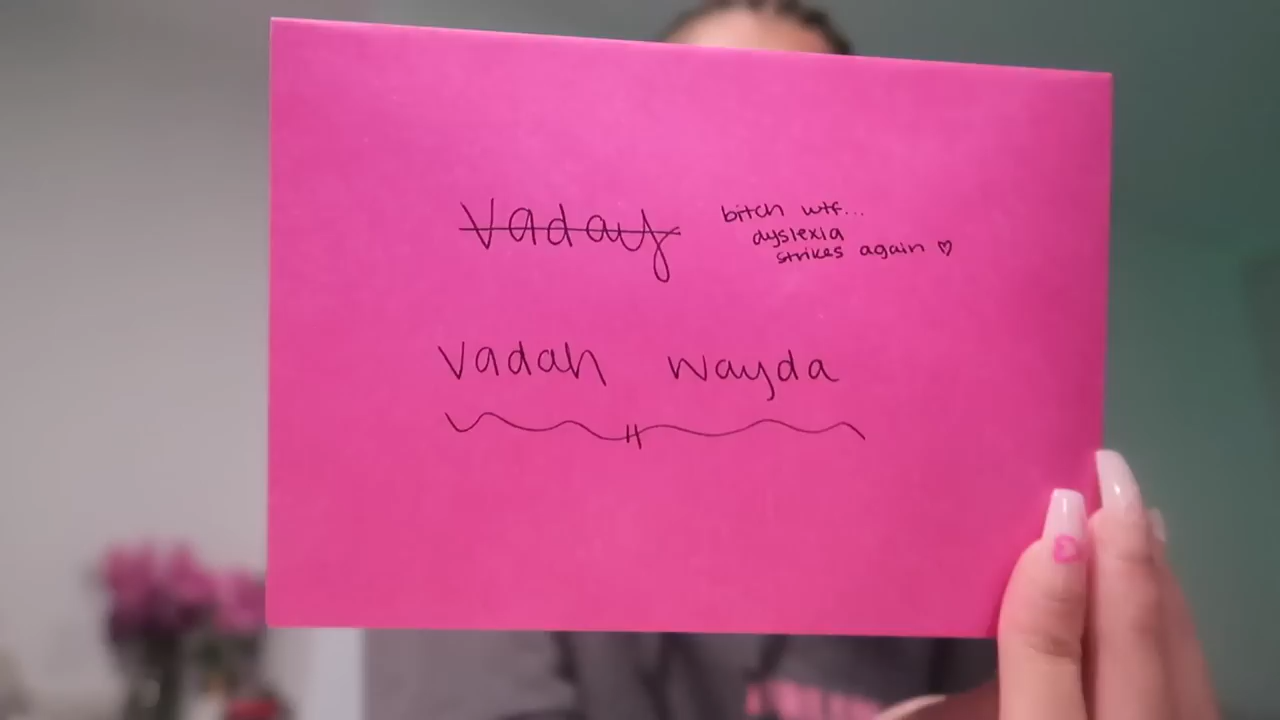 Vaday
bitch wtf...
dyslexia
strikes again ♡
Vadah Wayda